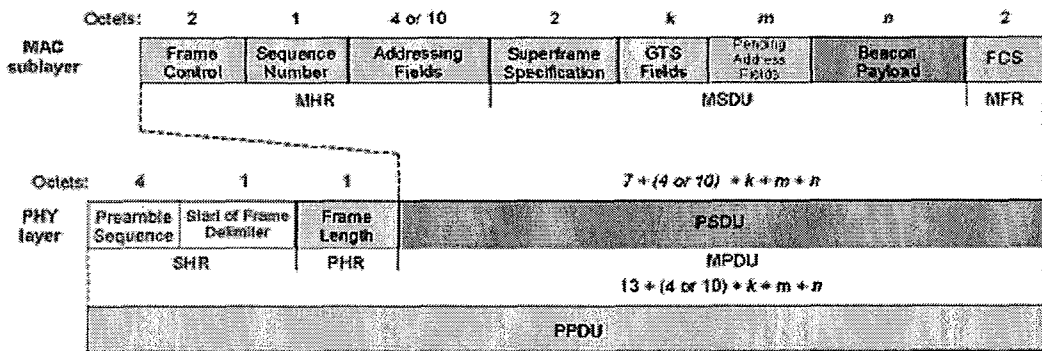 Octets: 2 1 4 or 10 2 k m n 2
MAC sublayer
Frame Control
Sequence Number
Addressing Fields
Superframe Specification
GTS Fields
Pending Address Fields
Beacon Payload
FCS
MHR MSDU MFR
Octets: 4 1 1 7 + (4 or 10) + k + m + n
PHY layer
Preamble Sequence
Start of Frame Delimiter
Frame Length
PSDU
SHR PHR MPDU
13 + (4 or 10) + k + m + n
PPDU